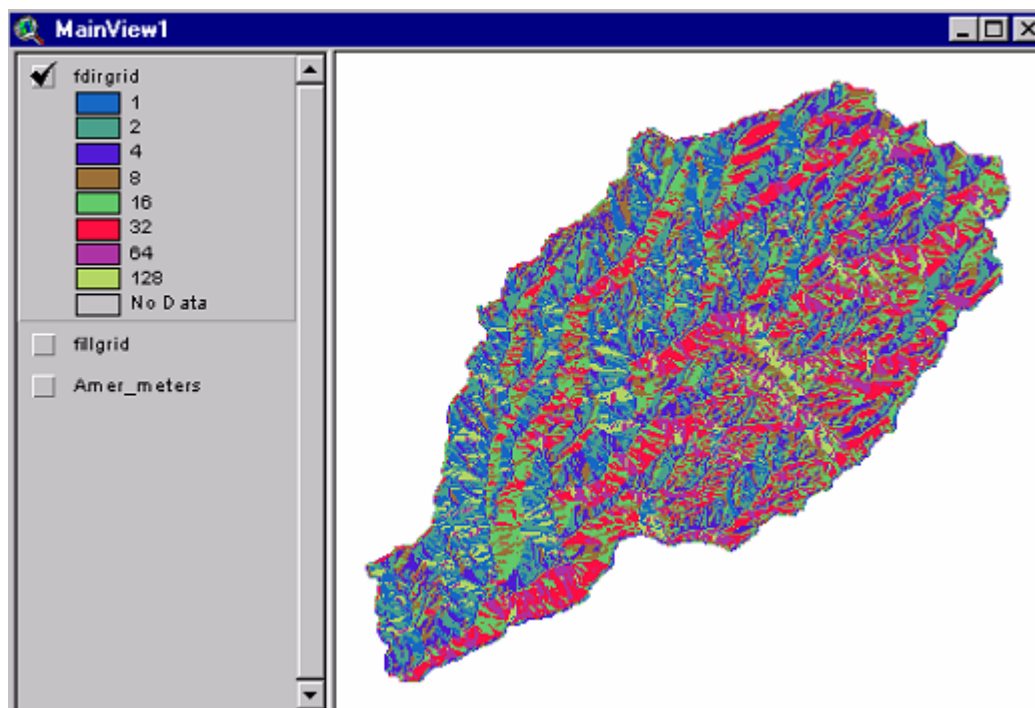 MainView1
fdirgrid
1
2
4
8
16
32
64
128
No Data
fillgrid
Amer_meters